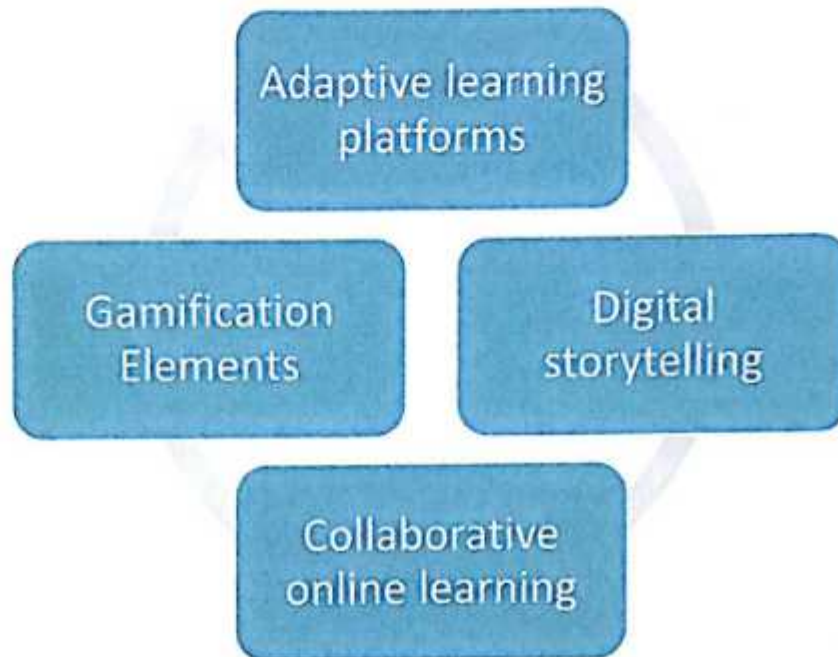 Adaptive learning
platforms
Gamification
Elements
Digital
storytelling
Collaborative
online learning